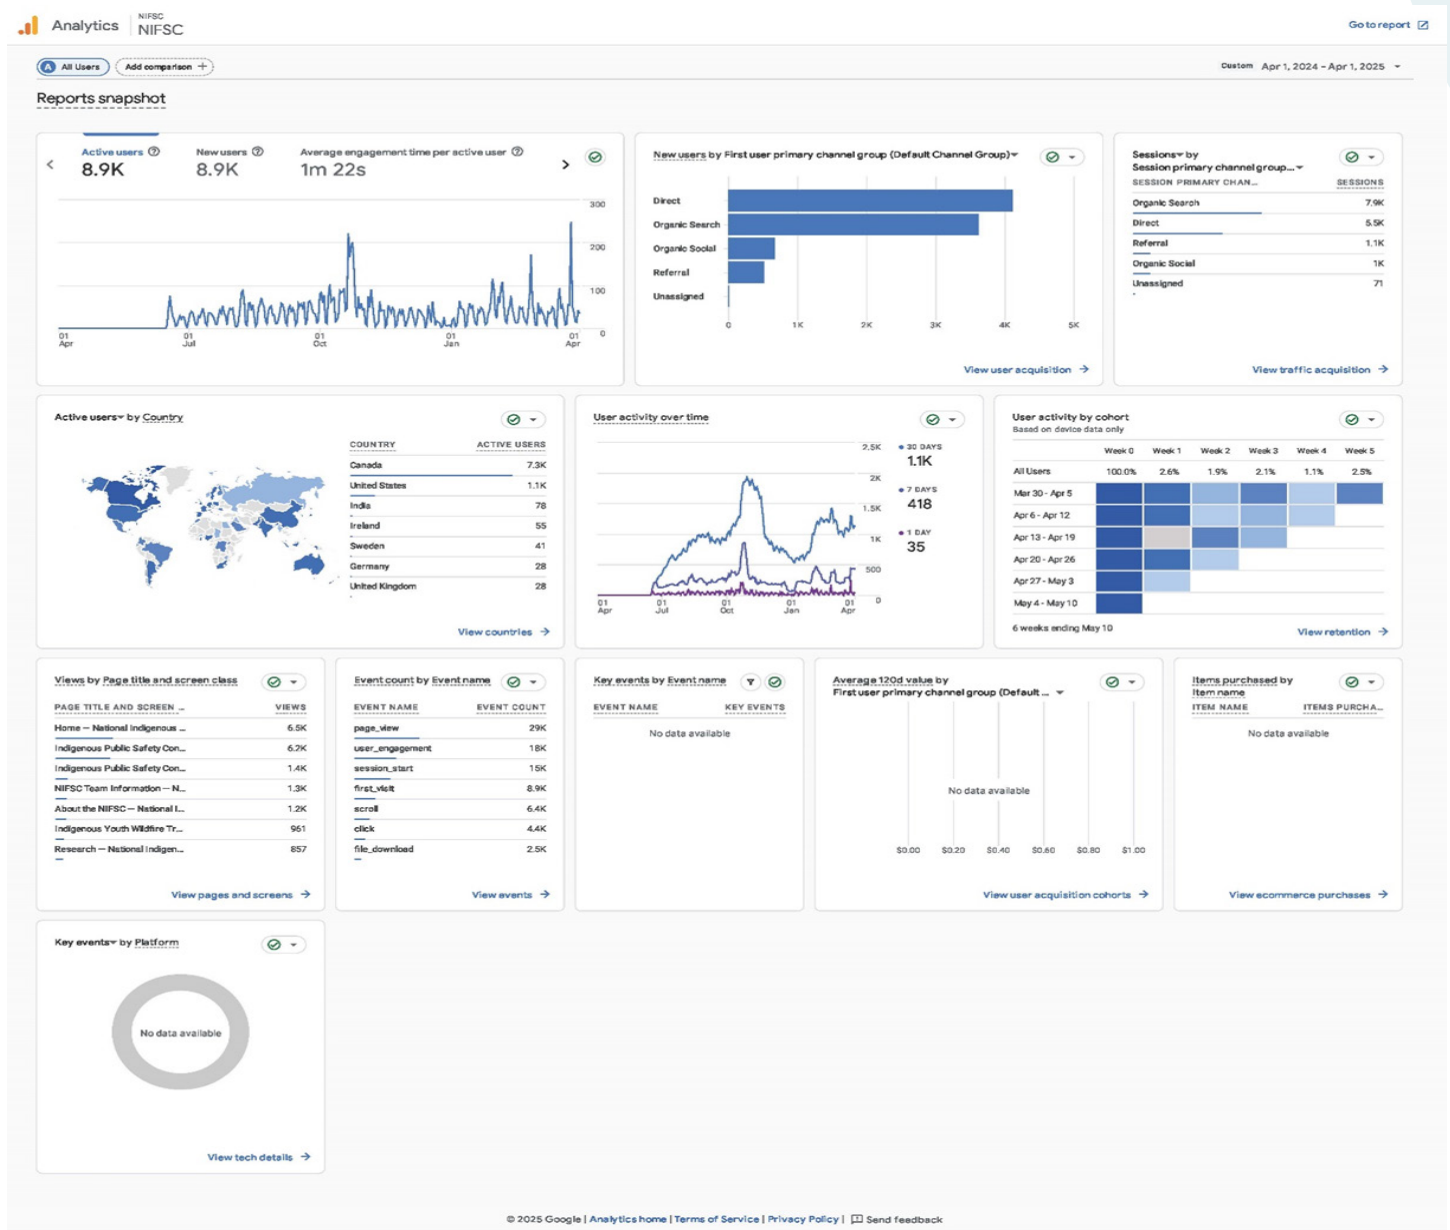 Analytics
NIFSC
NIFSC
Go to report
A All Users
Add comparison +
Custom Apr 1, 2024 - Apr 1, 2025
Reports snapshot
Active users
8.9K
New users
8.9K
Average engagement time per active user
1m 22s
300
200
100
0
01 Apr
01 Jul
01 Oct
01 Jan
01 Apr
New users by First user primary channel group (Default Channel Group)
Direct
Organic Search
Organic Social
Referral
Unassigned
0 1K 2K 3K 4K 5K
View user acquisition
Sessions by
Session primary channel group...
SESSION PRIMARY CHAN... SESSIONS
Organic Search 7.9K
Direct 5.5K
Referral 1.1K
Organic Social 1K
Unassigned 71
View traffic acquisition
Active users by Country
COUNTRY ACTIVE USERS
Canada 7.3K
United States 1.1K
India 78
Ireland 55
Sweden 41
Germany 28
United Kingdom 28
View countries
User activity over time
2.5K
2K
1.5K
1K
500
0
01 Apr
01 Jul
01 Oct
01 Jan
01 Apr
30 DAYS
1.1K
7 DAYS
418
1 DAY
35
User activity by cohort
Based on device data only
Week 0 Week 1 Week 2 Week 3 Week 4 Week 5
All Users 100.0% 2.6% 1.9% 2.1% 1.1% 2.5%
Mar 30 - Apr 5
Apr 6 - Apr 12
Apr 13 - Apr 19
Apr 20 - Apr 26
Apr 27 - May 3
May 4 - May 10
6 weeks ending May 10
View retention
Views by Page title and screen class
PAGE TITLE AND SCREEN ... VIEWS
Home — National Indigenous ... 6.5K
Indigenous Public Safety Con... 6.2K
Indigenous Public Safety Con... 1.4K
NIFSC Team Information — N... 1.3K
About the NIFSC — National I... 1.2K
Indigenous Youth Wildfire Tr... 961
Research — National Indigen... 857
View pages and screens
Event count by Event name
EVENT NAME EVENT COUNT
page_view 29K
user_engagement 18K
session_start 15K
first_visit 8.9K
scroll 6.4K
click 4.4K
file_download 2.5K
View events
Key events by Event name
EVENT NAME KEY EVENTS
No data available
Average 120d value by
First user primary channel group (Default ...
No data available
$0.00 $0.20 $0.40 $0.60 $0.80 $1.00
View user acquisition cohorts
Items purchased by
Item name
ITEM NAME ITEMS PURCHA...
No data available
View ecommerce purchases
Key events by Platform
No data available
View tech details
© 2025 Google | Analytics home | Terms of Service | Privacy Policy | Send feedback